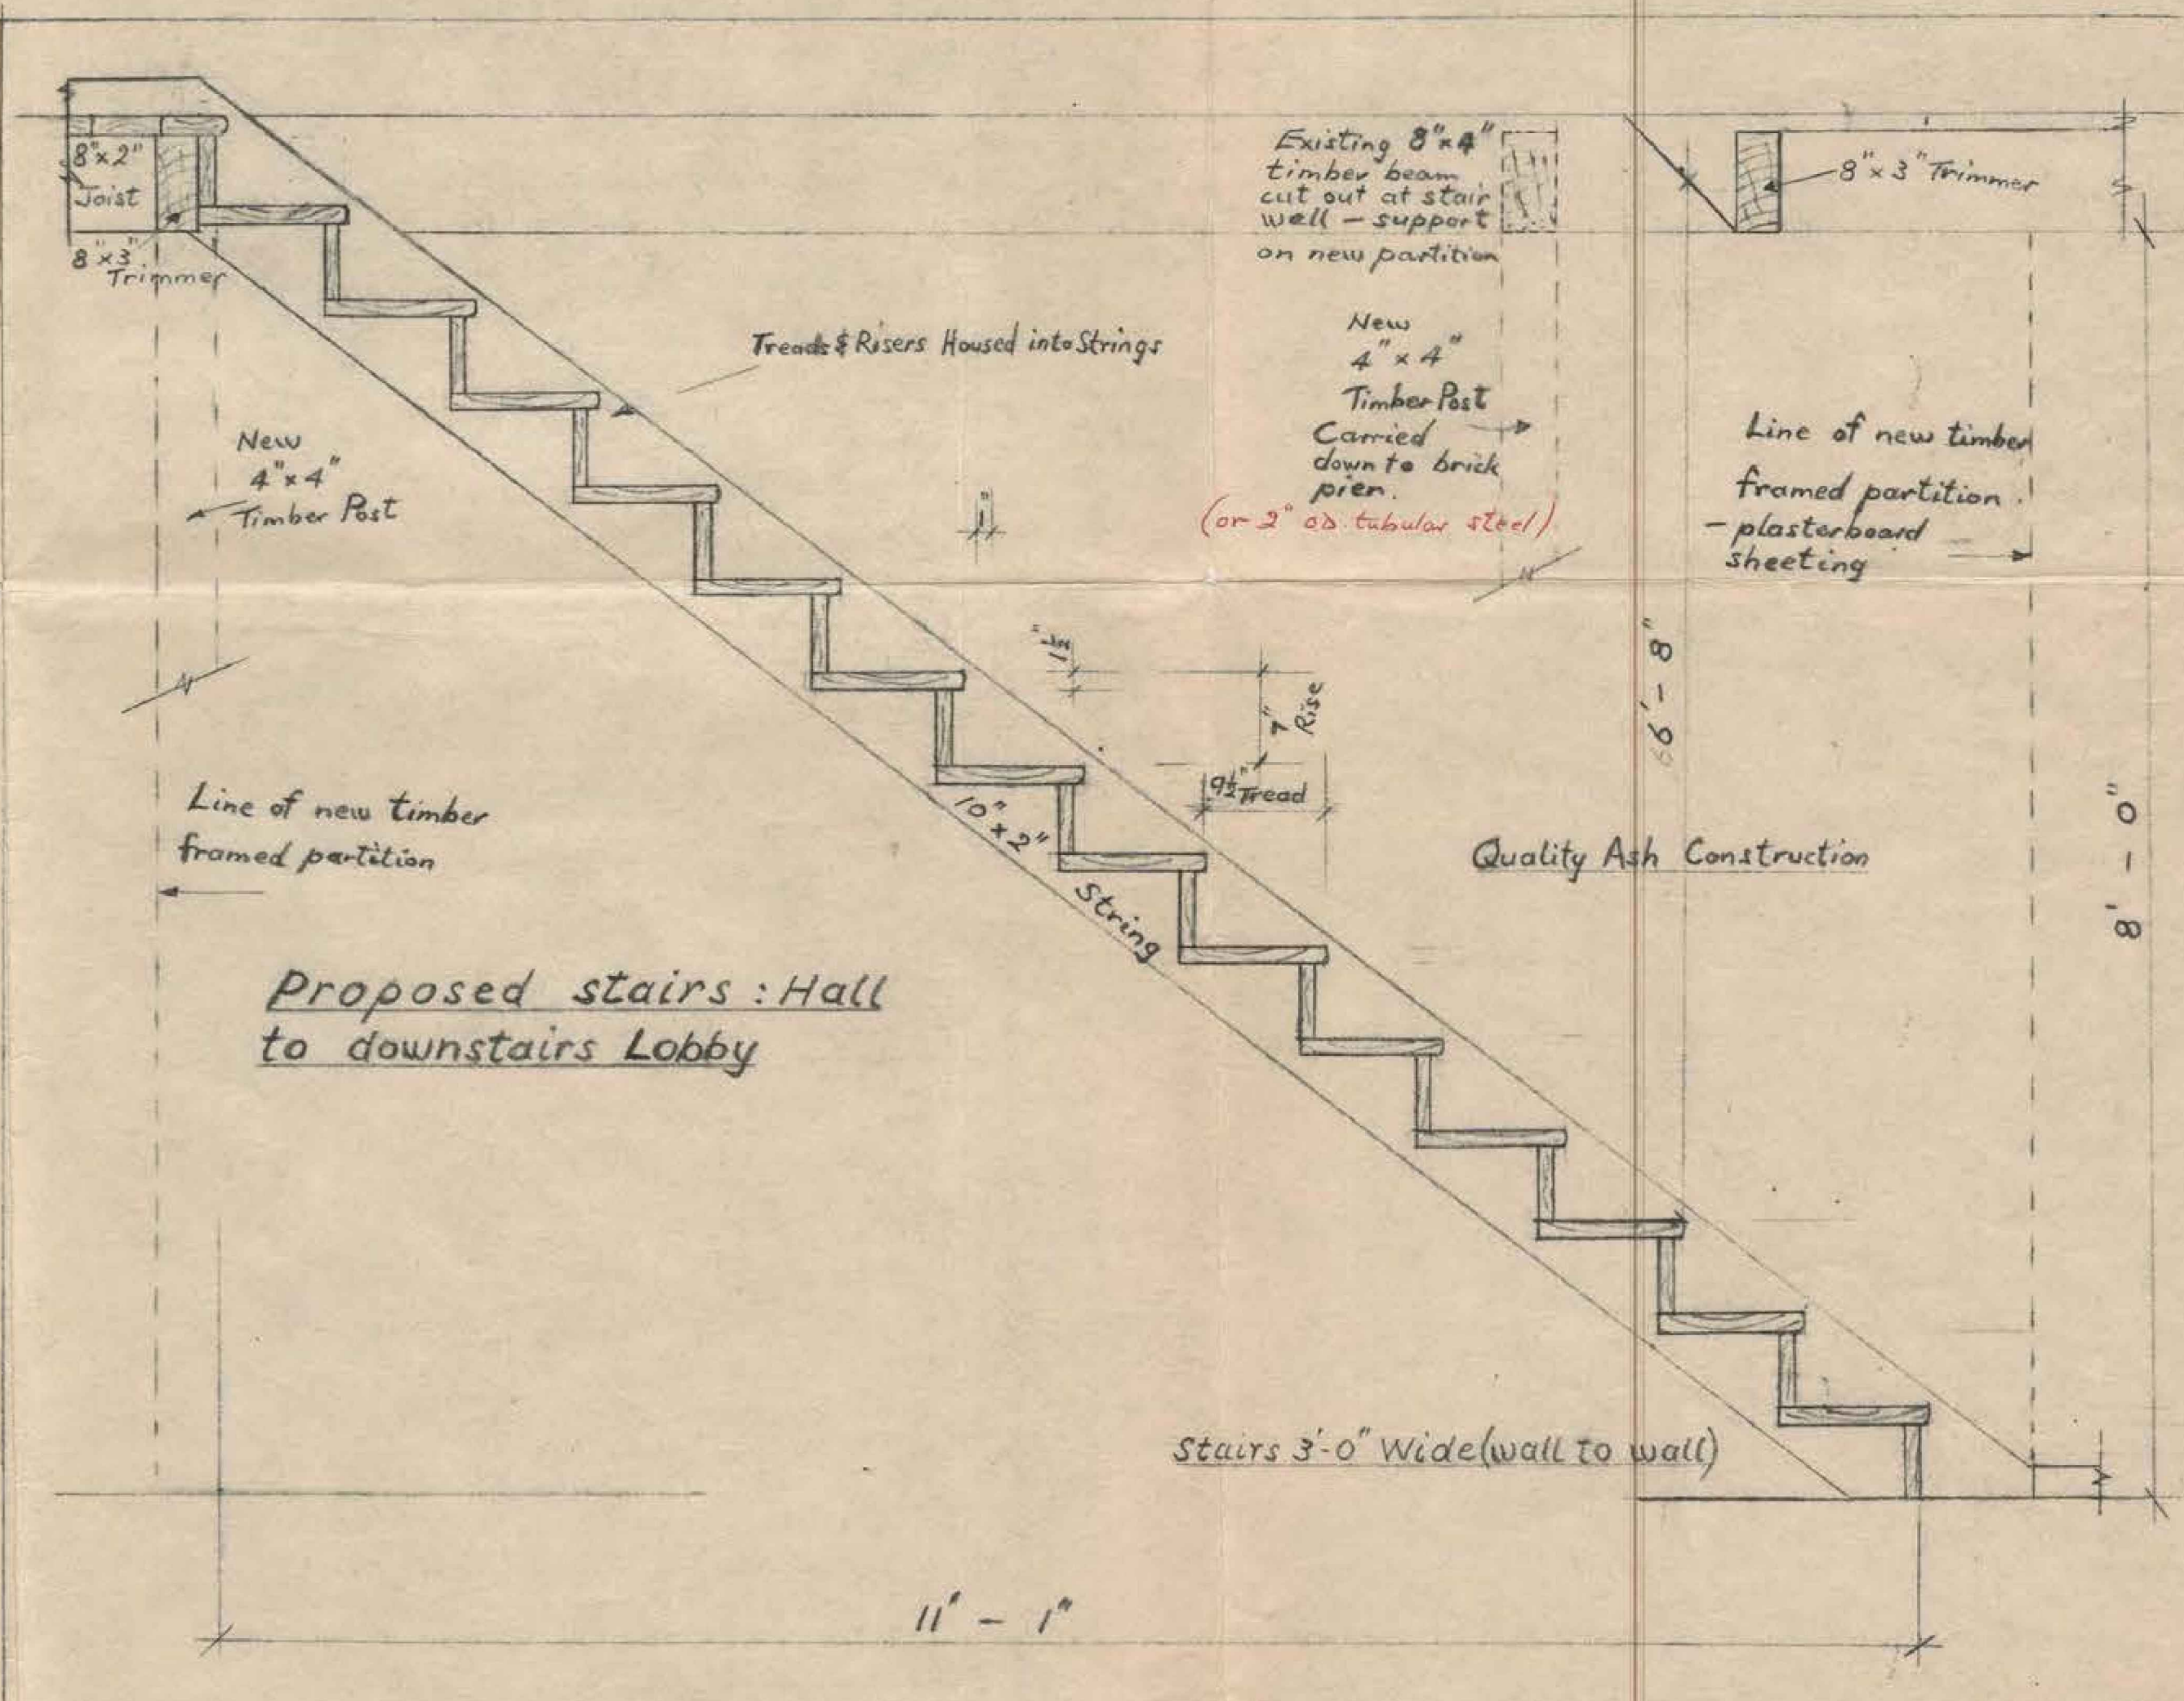 8"x2"
Joist
8"x3"
Trimmer
Existing 8"x4"
timber beam
cut out at stair
well – support
on new partition
8"x3" Trimmer
Treads & Risers Housed into Strings
New
4"x4"
Timber Post
Carried
down to brick
pier.
(or 2" OD. tubular steel)
New
4"x4"
Timber Post
Line of new timber
framed partition.
– plasterboard
sheeting
1"
7"
Rise
9½" Tread
6'-8"
8'-0"
Line of new timber
framed partition
10"x2"
String
Quality Ash Construction
Proposed stairs : Hall
to downstairs Lobby
Stairs 3'-0" Wide (wall to wall)
11'-1"